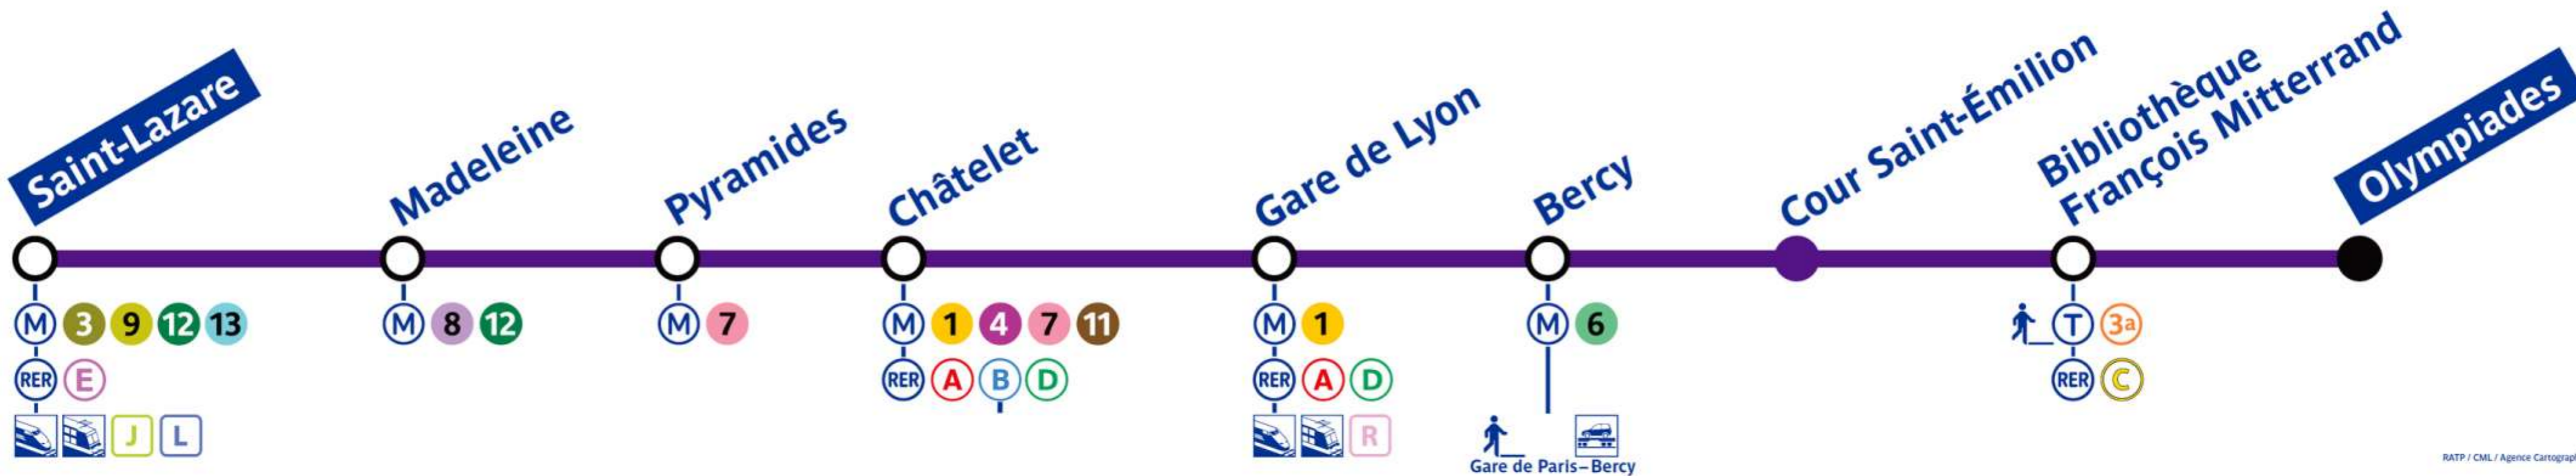 Saint-Lazare
Madeleine
Pyramides
Châtelet
Gare de Lyon
Bercy
Cour Saint-Émilion
Bibliothèque
François Mitterrand
Olympiades
M 3 9 12 13
M 8 12
M 7
M 1 4 7 11
M 1
M 6
T 3a
RER E
RER A B D
RER A D
RER C
J L
R
Gare de Paris–Bercy
RATP / CML / Agence Cartograp